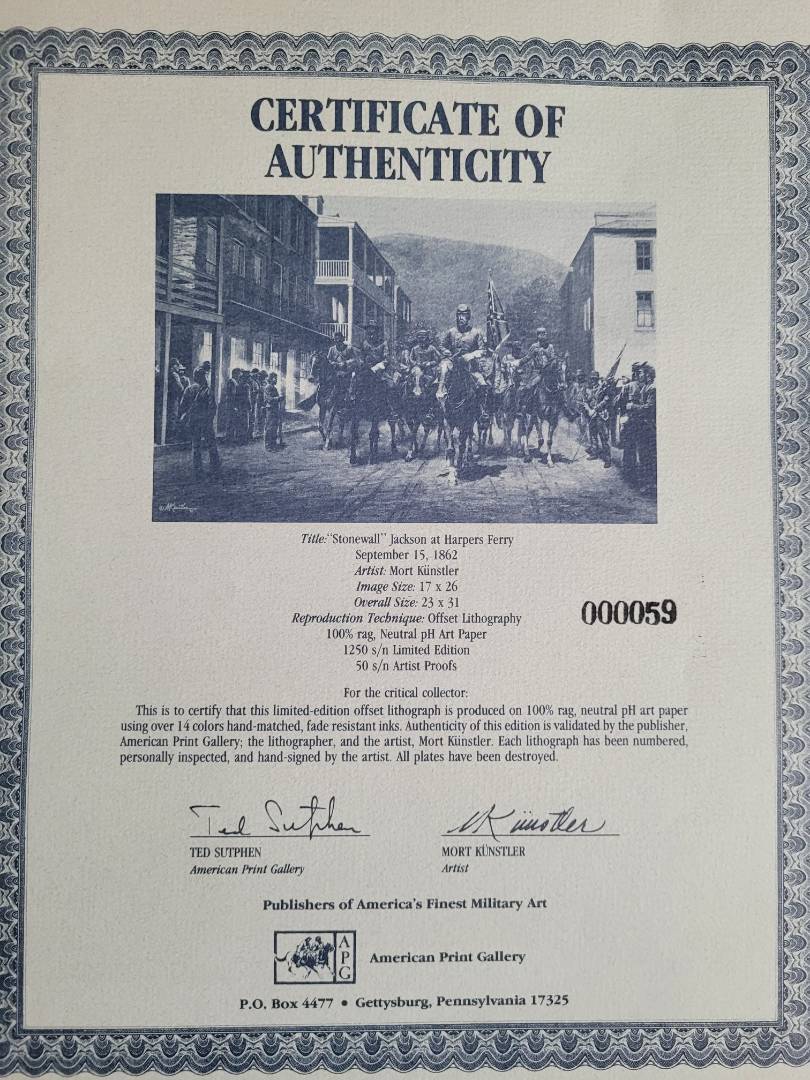 CERTIFICATE OF
AUTHENTICITY
Title: "Stonewall" Jackson at Harpers Ferry
September 15, 1862
Artist: Mort Künstler
Image Size: 17 x 26
Overall Size: 23 x 31
Reproduction Technique: Offset Lithography
100% rag, Neutral pH Art Paper
1250 s/n Limited Edition
50 s/n Artist Proofs
000059
For the critical collector:
This is to certify that this limited-edition offset lithograph is produced on 100% rag, neutral pH art paper
using over 14 colors hand-matched, fade resistant inks. Authenticity of this edition is validated by the publisher,
American Print Gallery; the lithographer, and the artist, Mort Künstler. Each lithograph has been numbered,
personally inspected, and hand-signed by the artist. All plates have been destroyed.
Ted Sutphen
MKünstler
TED SUTPHEN
MORT KÜNSTLER
American Print Gallery
Artist
Publishers of America's Finest Military Art
APG
American Print Gallery
P.O. Box 4477 • Gettysburg, Pennsylvania 17325